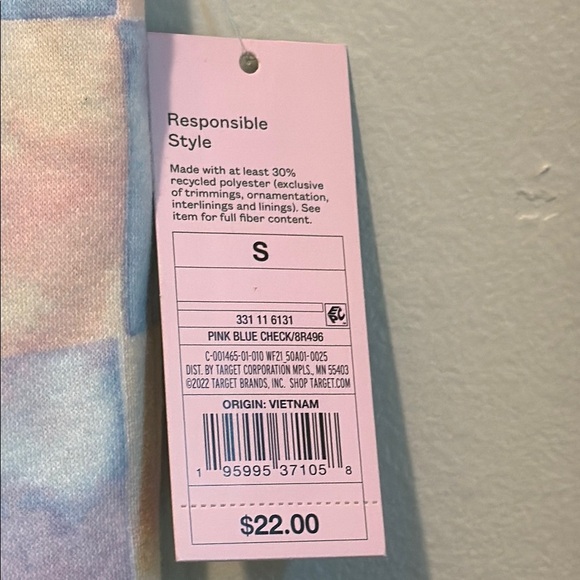 Responsible
Style
Made with at least 30%
recycled polyester (exclusive
of trimmings, ornamentation,
interlinings and linings). See
item for full fiber content.
S
331 11 6131
PINK BLUE CHECK/8R496
C-001465-01-010 WF21_50A01-0025
DIST. BY TARGET CORPORATION MPLS., MN 55403
©2022 TARGET BRANDS, INC. SHOP TARGET.COM
ORIGIN: VIETNAM
1 95995 37105 8
$22.00